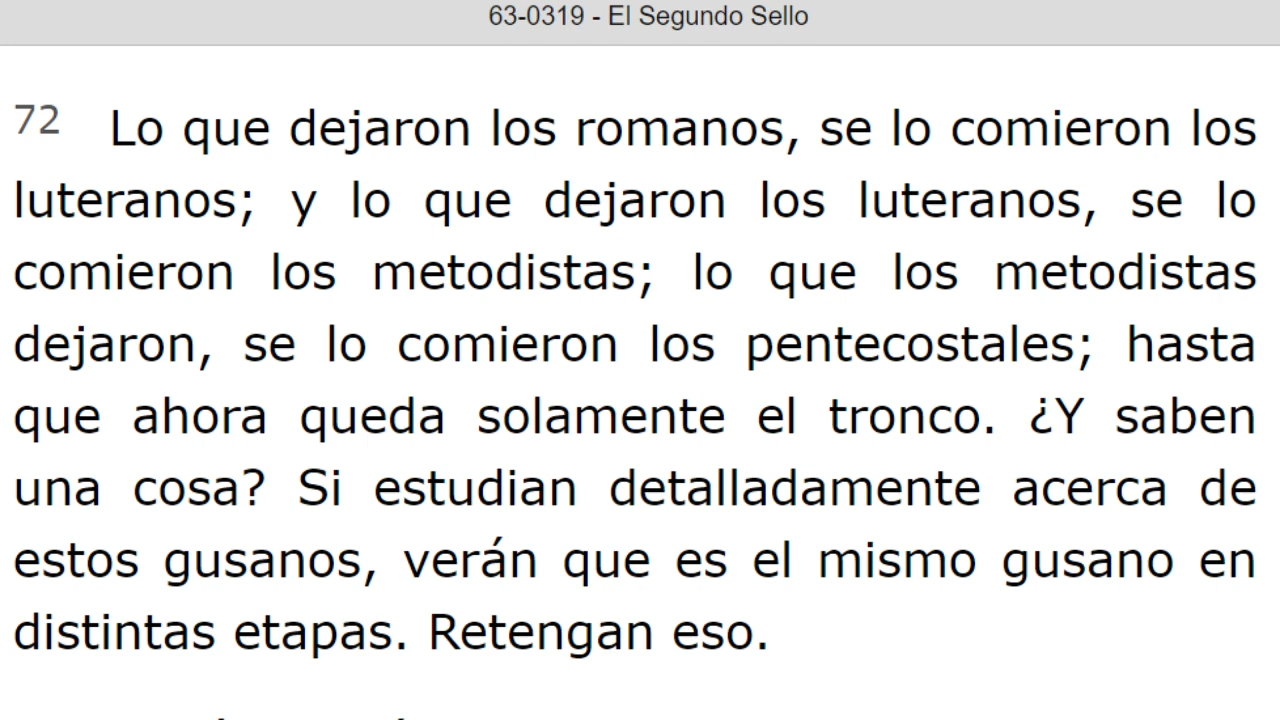 63-0319 - El Segundo Sello
72 Lo que dejaron los romanos, se lo comieron los
luteranos; y lo que dejaron los luteranos, se lo
comieron los metodistas; lo que los metodistas
dejaron, se lo comieron los pentecostales; hasta
que ahora queda solamente el tronco. ¿Y saben
una cosa? Si estudian detalladamente acerca de
estos gusanos, verán que es el mismo gusano en
distintas etapas. Retengan eso.